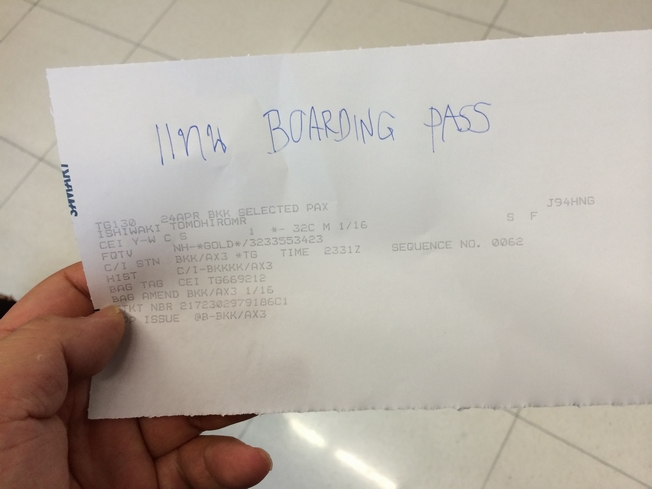 แทน BOARDING PASS
TG130 24APR BKK SELECTED PAX J94HNG
ISHIWAKI TOMOHIROMR S F
CEI Y-W C S 1 *- 32C M 1/16
FQTV NH-*GOLD*/3233553423
C/I STN BKK/AX3 *TG TIME 2331Z SEQUENCE NO. 0062
HIST C/I-BKKKK/AX3
BAG TAG CEI TG669212
BAG AMEND BKK/AX3 1/16
TKT NBR 2172302979186C1
ISSUE @B-BKK/AX3